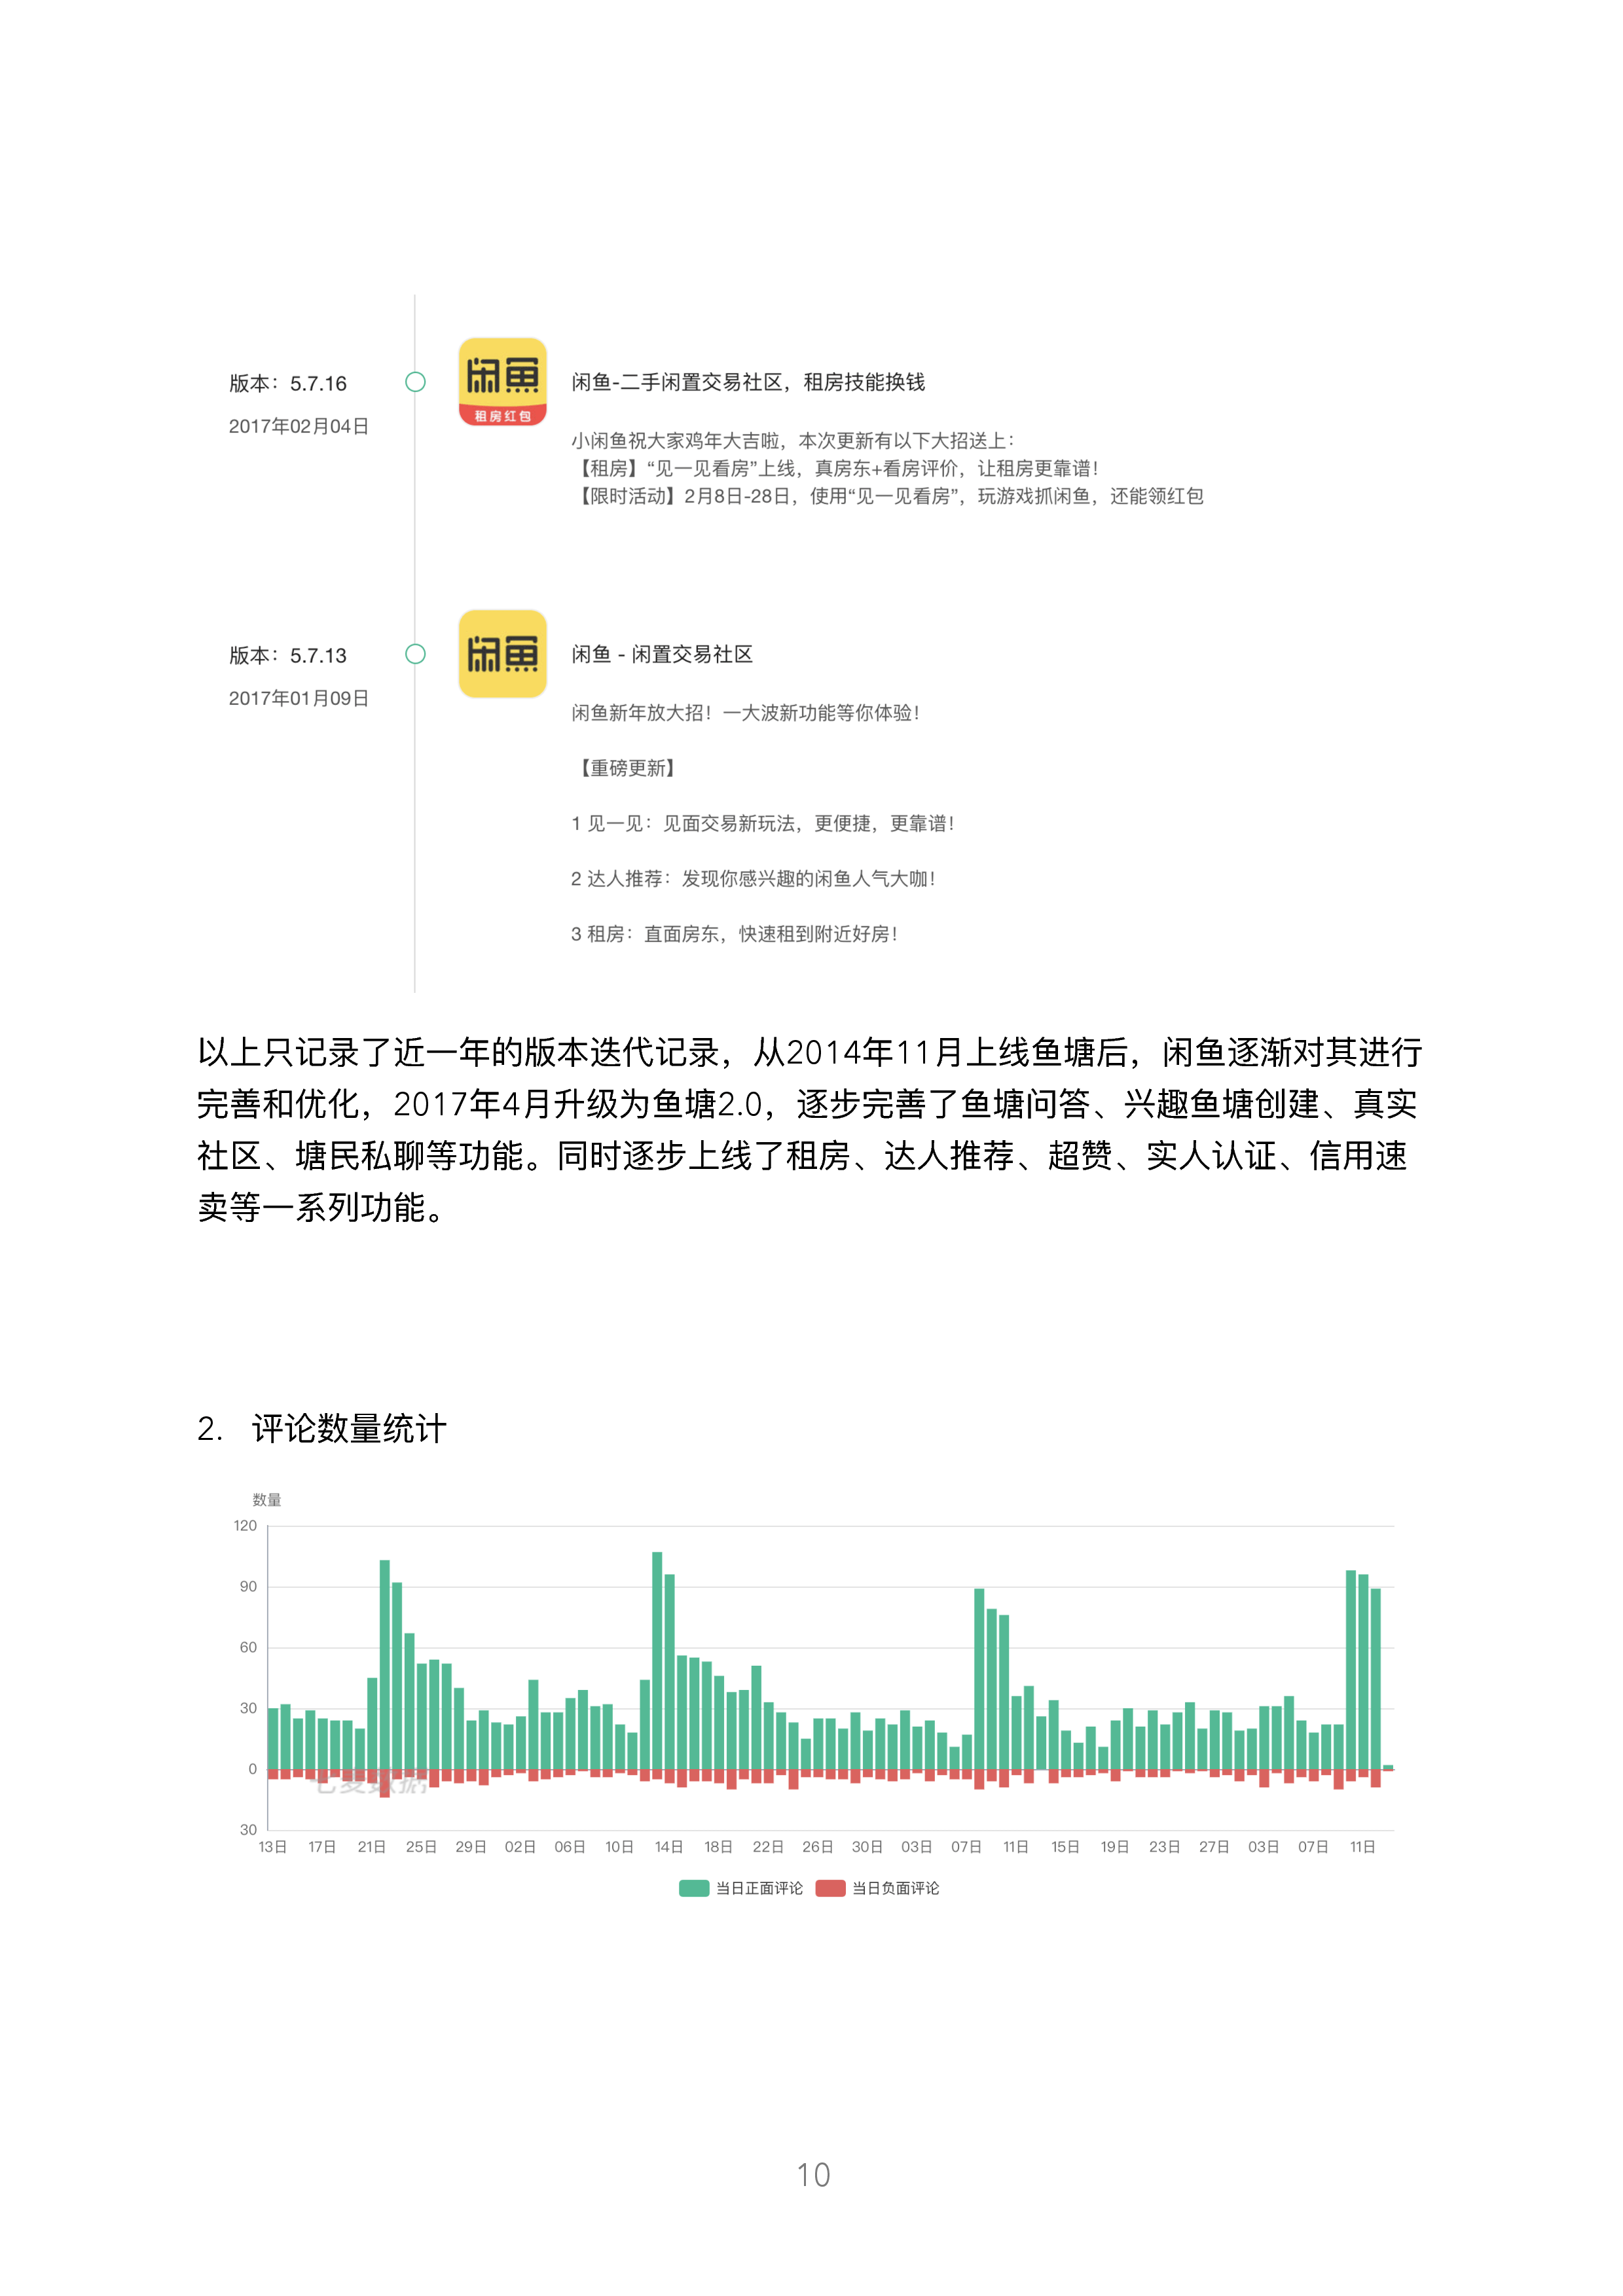 版本：5.7.16
2017年02月04日
闲鱼
租房红包
闲鱼-二手闲置交易社区，租房技能换钱
小闲鱼祝大家鸡年大吉啦，本次更新有以下大招送上：
【租房】“见一见看房”上线，真房东+看房评价，让租房更靠谱！
【限时活动】2月8日-28日，使用“见一见看房”，玩游戏抓闲鱼，还能领红包
版本：5.7.13
2017年01月09日
闲鱼
闲鱼 - 闲置交易社区
闲鱼新年放大招！一大波新功能等你体验！
【重磅更新】
1 见一见：见面交易新玩法，更便捷，更靠谱！
2 达人推荐：发现你感兴趣的闲鱼人气大咖！
3 租房：直面房东，快速租到附近好房！
以上只记录了近一年的版本迭代记录，从2014年11月上线鱼塘后，闲鱼逐渐对其进行
完善和优化，2017年4月升级为鱼塘2.0，逐步完善了鱼塘问答、兴趣鱼塘创建、真实
社区、塘民私聊等功能。同时逐步上线了租房、达人推荐、超赞、实人认证、信用速
卖等一系列功能。
2. 评论数量统计
数量
120
90
60
30
0
30
七麦数据
13日 17日 21日 25日 29日 02日 06日 10日 14日 18日 22日 26日 30日 03日 07日 11日 15日 19日 23日 27日 03日 07日 11日
当日正面评论 当日负面评论
10